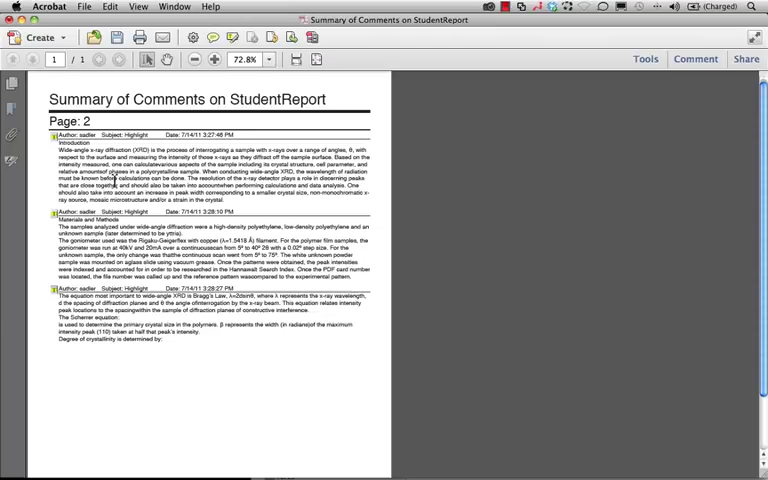 Acrobat File Edit View Window Help (Charged)
Summary of Comments on StudentReport
Create
1 / 1 72.8% Tools Comment Share
Summary of Comments on StudentReport
Page: 2
Author: sadler Subject: Highlight Date: 7/14/11 3:27:46 PM
Introduction
Wide-angle x-ray diffraction (XRD) is the process of interrogating a sample with x-rays over a range of angles, θ, with
respect to the surface and measuring the intensity of those x-rays as they diffract off the sample surface. Based on the
intensity measured, one can calculatevarious aspects of the sample including its crystal structure, cell parameter, and
relative amountsof phases in a polycrystalline sample. When conducting wide-angle XRD, the wavelength of radiation
must be known before calculations can be done. The resolution of the x-ray detector plays a role in discerning peaks
that are close together and should also be taken into accountwhen performing calculations and data analysis. One
should also take into account an increase in peak width corresponding to a smaller crystal size, non-monochromatic x-
ray source, mosaic microstructure and/or a strain in the crystal.
Author: sadler Subject: Highlight Date: 7/14/11 3:28:10 PM
Materials and Methods
The samples analyzed under wide-angle diffraction were a high-density polyethylene, low-density polyethylene and an
unknown sample (later determined to be yttria).
The goniometer used was the Rigaku-Geigerflex with copper (λ=1.5418 Å) filament. For the polymer film samples, the
goniometer was run at 40kV and 20mA over a continuousscan from 5º to 40º 2θ with a 0.02º step size. For the
unknown sample, the only change was thatthe continuous scan went from 5º to 75º. The white unknown powder
sample was mounted on aglass slide using vacuum grease. Once the patterns were obtained, the peak intensities
were indexed and accounted for in order to be researched in the Hannawalt Search Index. Once the PDF card number
was located, the file number was called up and the reference pattern wascompared to the experimental pattern.
Author: sadler Subject: Highlight Date: 7/14/11 3:28:27 PM
The equation most important to wide-angle XRD is Bragg's Law, λ=2dsinθ, where λ represents the x-ray wavelength,
d the spacing of diffraction planes and θ the angle ofinterrogation by the x-ray beam. This equation relates intensity
peak locations to the spacingwithin the sample of diffraction planes of constructive interference.
The Scherrer equation:
is used to determine the primary crystal size in the polymers. β represents the width (in radians)of the maximum
intensity peak (110) taken at half that peak's intensity.
Degree of crystallinity is determined by: